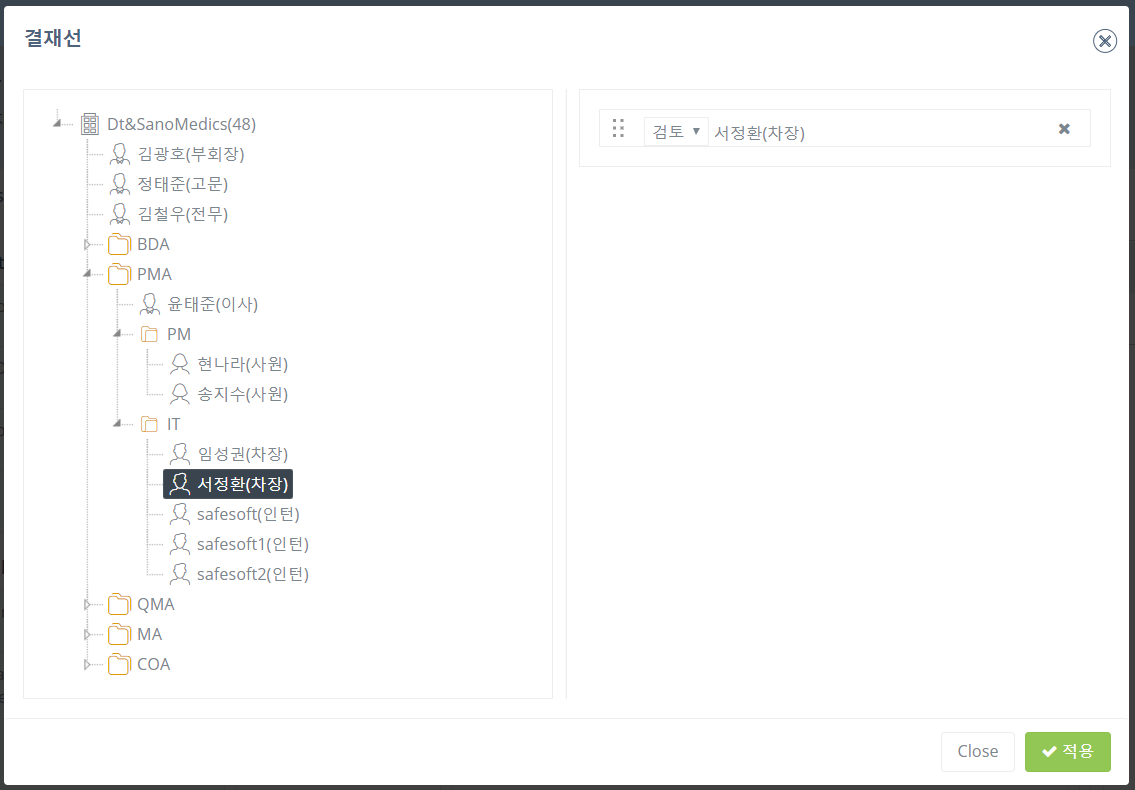 결재선
Dt&SanoMedics(48)
김광호(부회장)
정태준(고문)
김철우(전무)
BDA
PMA
윤태준(이사)
PM
현나라(사원)
송지수(사원)
IT
임성권(차장)
서정환(차장)
safesoft(인턴)
safesoft1(인턴)
safesoft2(인턴)
QMA
MA
COA
검토 서정환(차장)
Close 적용